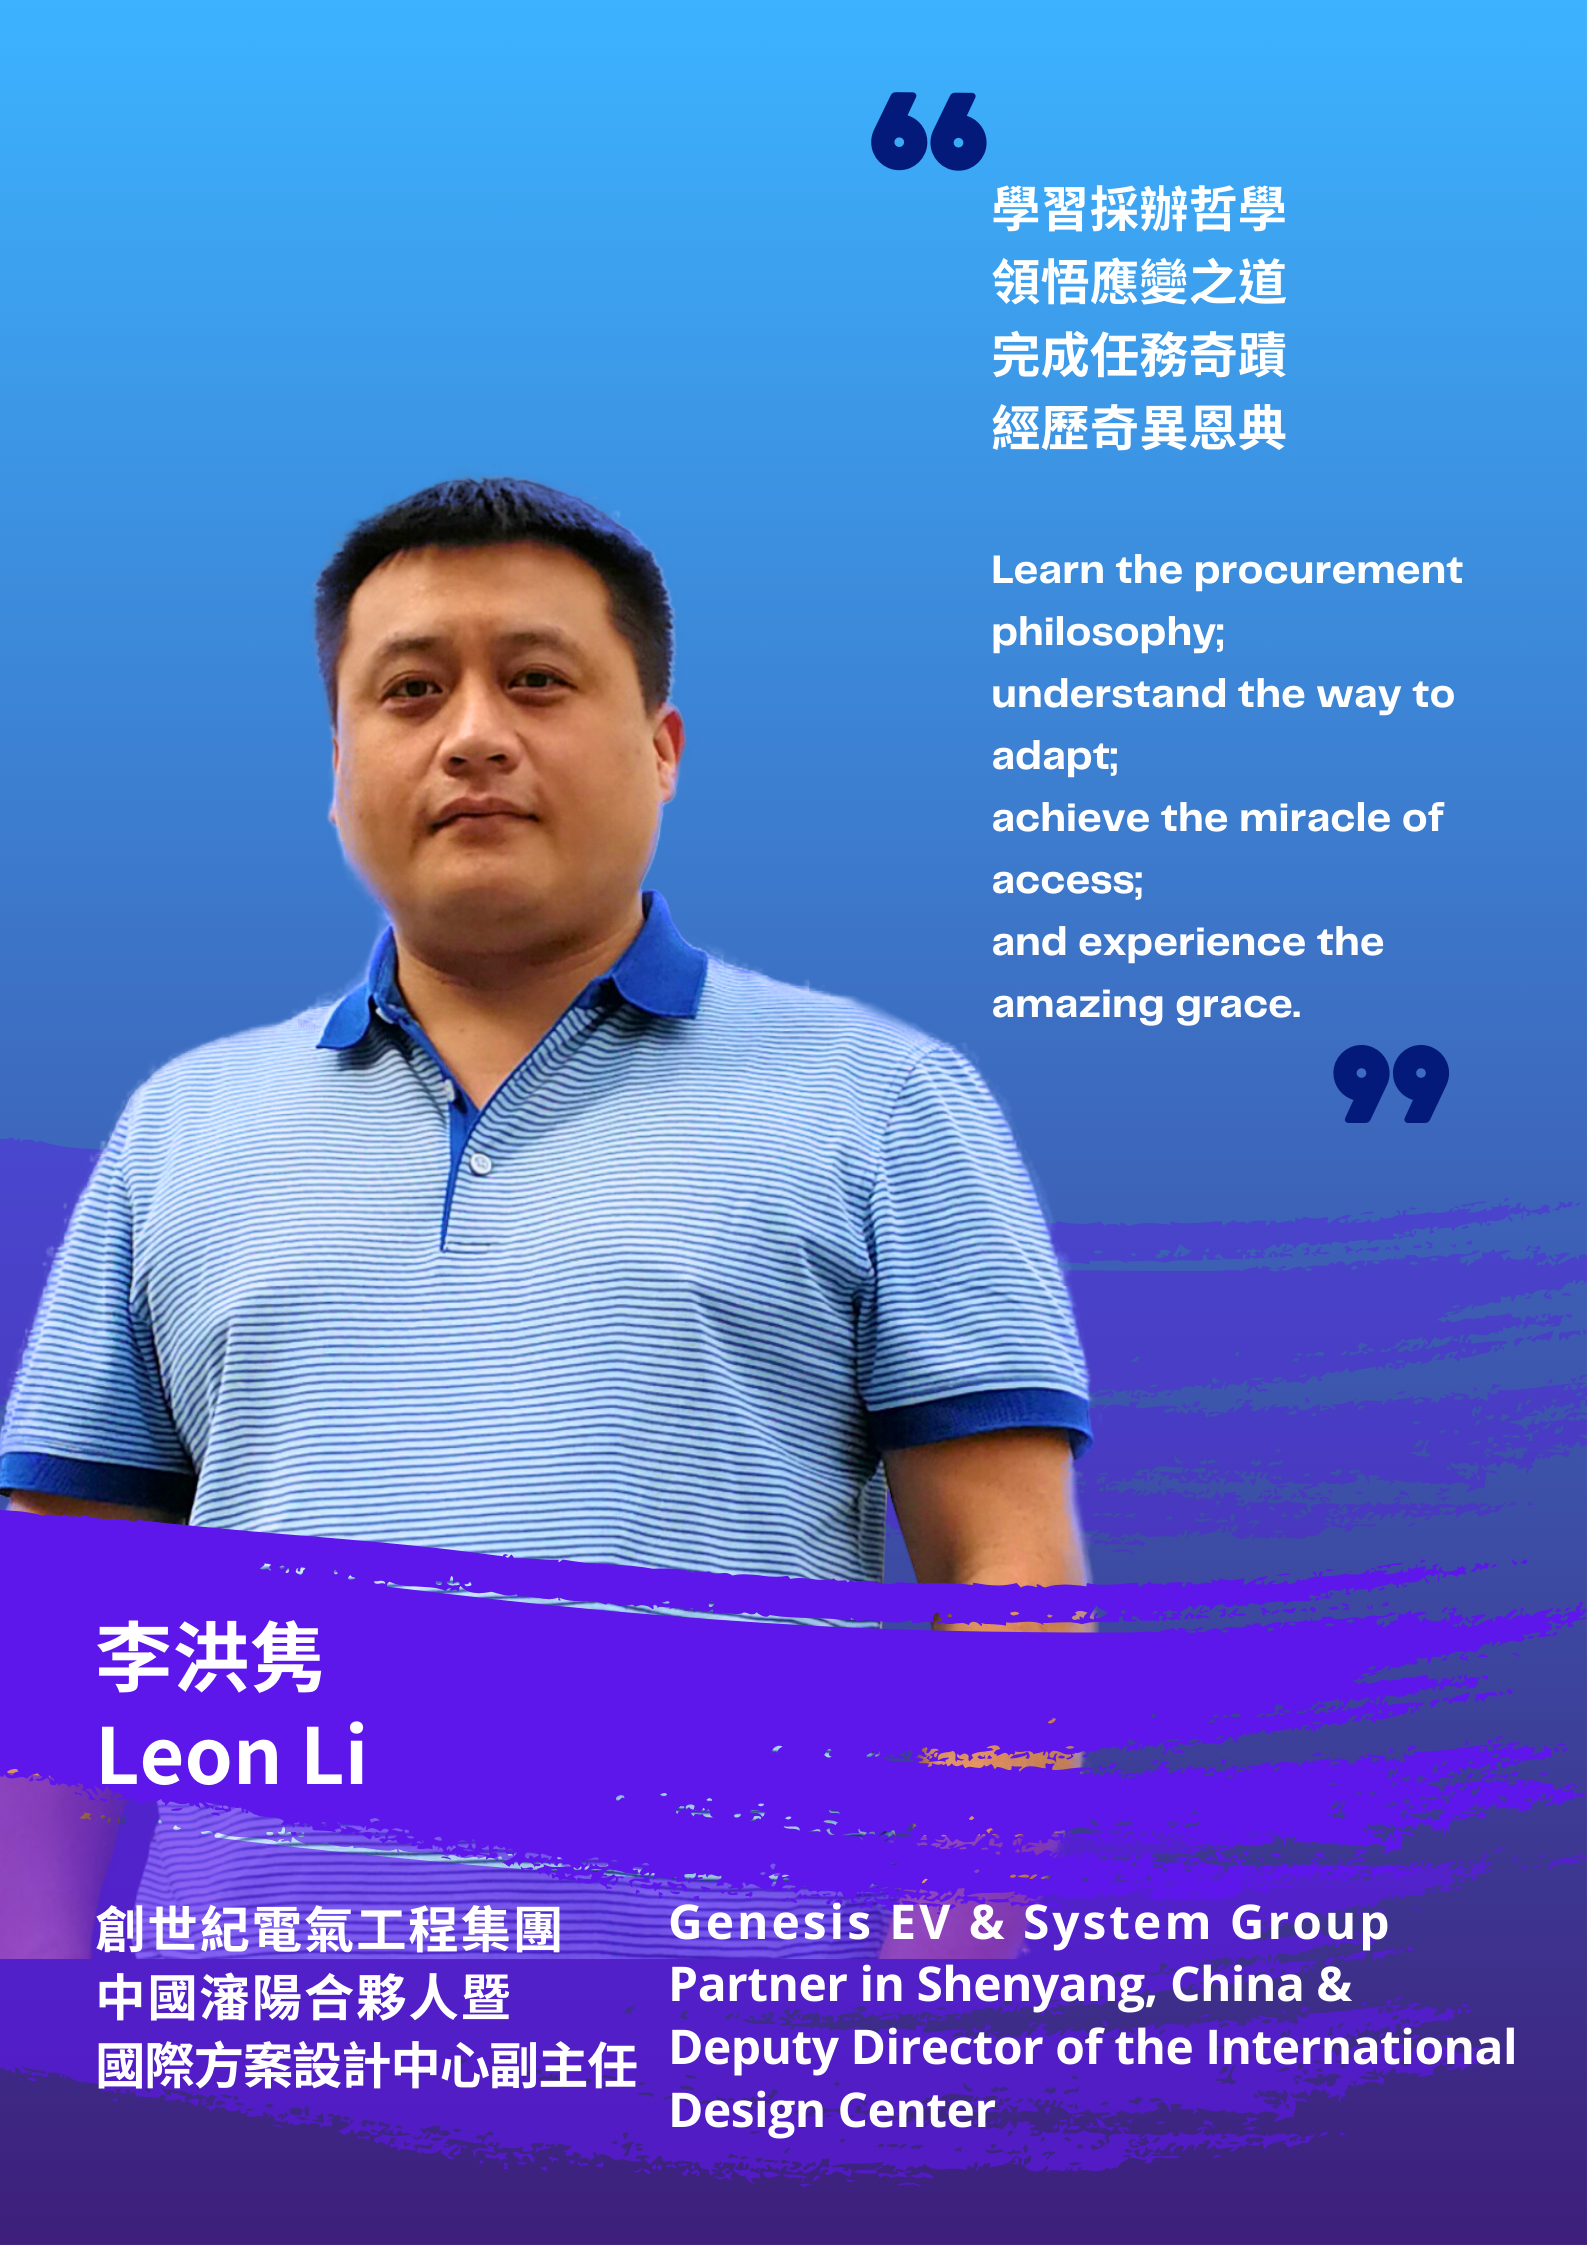 學習採辦哲學
領悟應變之道
完成任務奇蹟
經歷奇異恩典
Learn the procurement
philosophy;
understand the way to
adapt;
achieve the miracle of
access;
and experience the
amazing grace.
李洪隽
Leon Li
創世紀電氣工程集團
中國瀋陽合夥人暨
國際方案設計中心副主任
Genesis EV & System Group
Partner in Shenyang, China &
Deputy Director of the International
Design Center